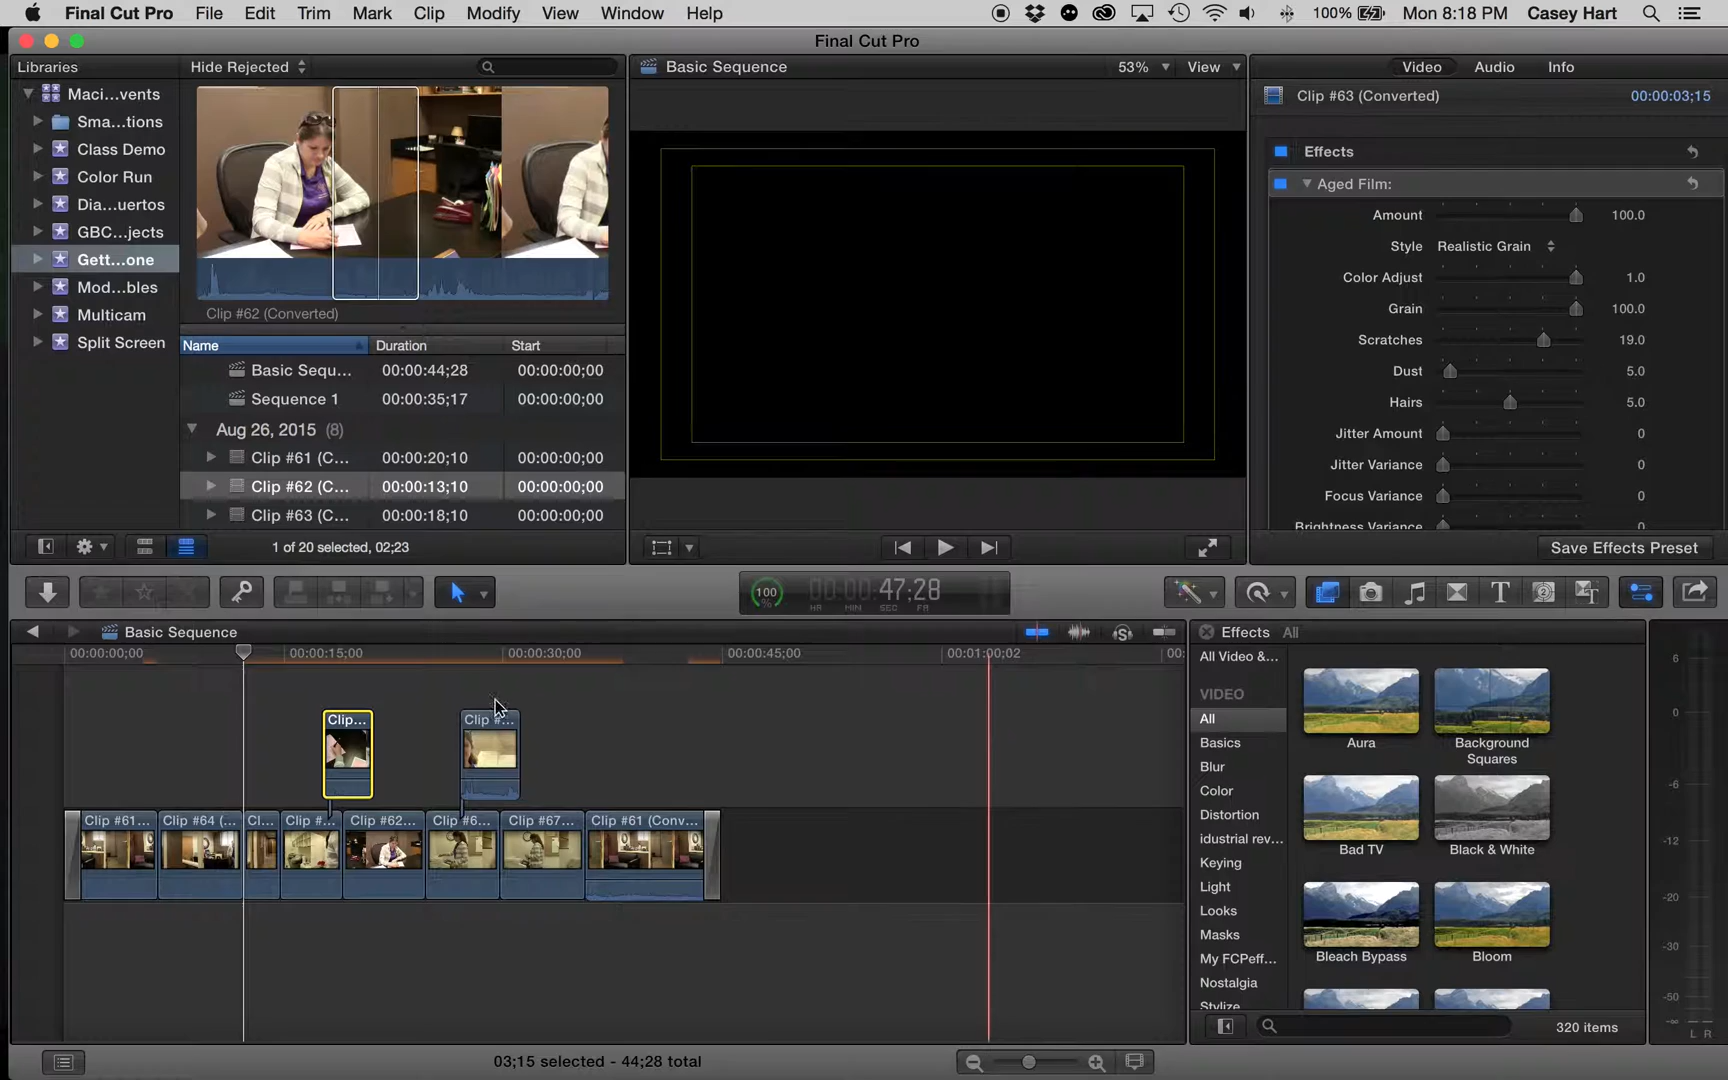 Final Cut Pro File Edit Trim Mark Clip Modify View Window Help 100% Mon 8:18 PM Casey Hart
Final Cut Pro
Libraries
Maci...vents
Sma...tions
Class Demo
Color Run
Dia...uertos
GBC...jects
Gett...one
Mod...bles
Multicam
Split Screen
Hide Rejected
Clip #62 (Converted)
Name Duration Start
Basic Sequ... 00:00:44;28 00:00:00;00
Sequence 1 00:00:35;17 00:00:00;00
Aug 26, 2015 (8)
Clip #61 (C... 00:00:20;10 00:00:00;00
Clip #62 (C... 00:00:13;10 00:00:00;00
Clip #63 (C... 00:00:18;10 00:00:00;00
1 of 20 selected, 02;23
Basic Sequence 53% View
Video Audio Info
Clip #63 (Converted) 00:00:03;15
Effects
Aged Film:
Amount 100.0
Style Realistic Grain
Color Adjust 1.0
Grain 100.0
Scratches 19.0
Dust 5.0
Hairs 5.0
Jitter Amount 0
Jitter Variance 0
Focus Variance 0
Brightness Variance 0
Save Effects Preset
100 % 00:00:47;28
HR MIN SEC FR
Basic Sequence
00:00:00;00 00:00:15;00 00:00:30;00 00:00:45;00 00:01:00;02 00:
Clip... Clip #...
Clip #61... Clip #64 (... Cl... Clip #... Clip #62... Clip #6... Clip #67... Clip #61 (Conv...
03;15 selected - 44;28 total
Effects All
All Video &...
VIDEO
All
Basics
Blur
Color
Distortion
idustrial rev...
Keying
Light
Looks
Masks
My FCPeff...
Nostalgia
Stylize
Aura
Background Squares
Bad TV
Black & White
Bleach Bypass
Bloom
320 items
6
0
-6
-12
-20
-30
-50
-∞
L R